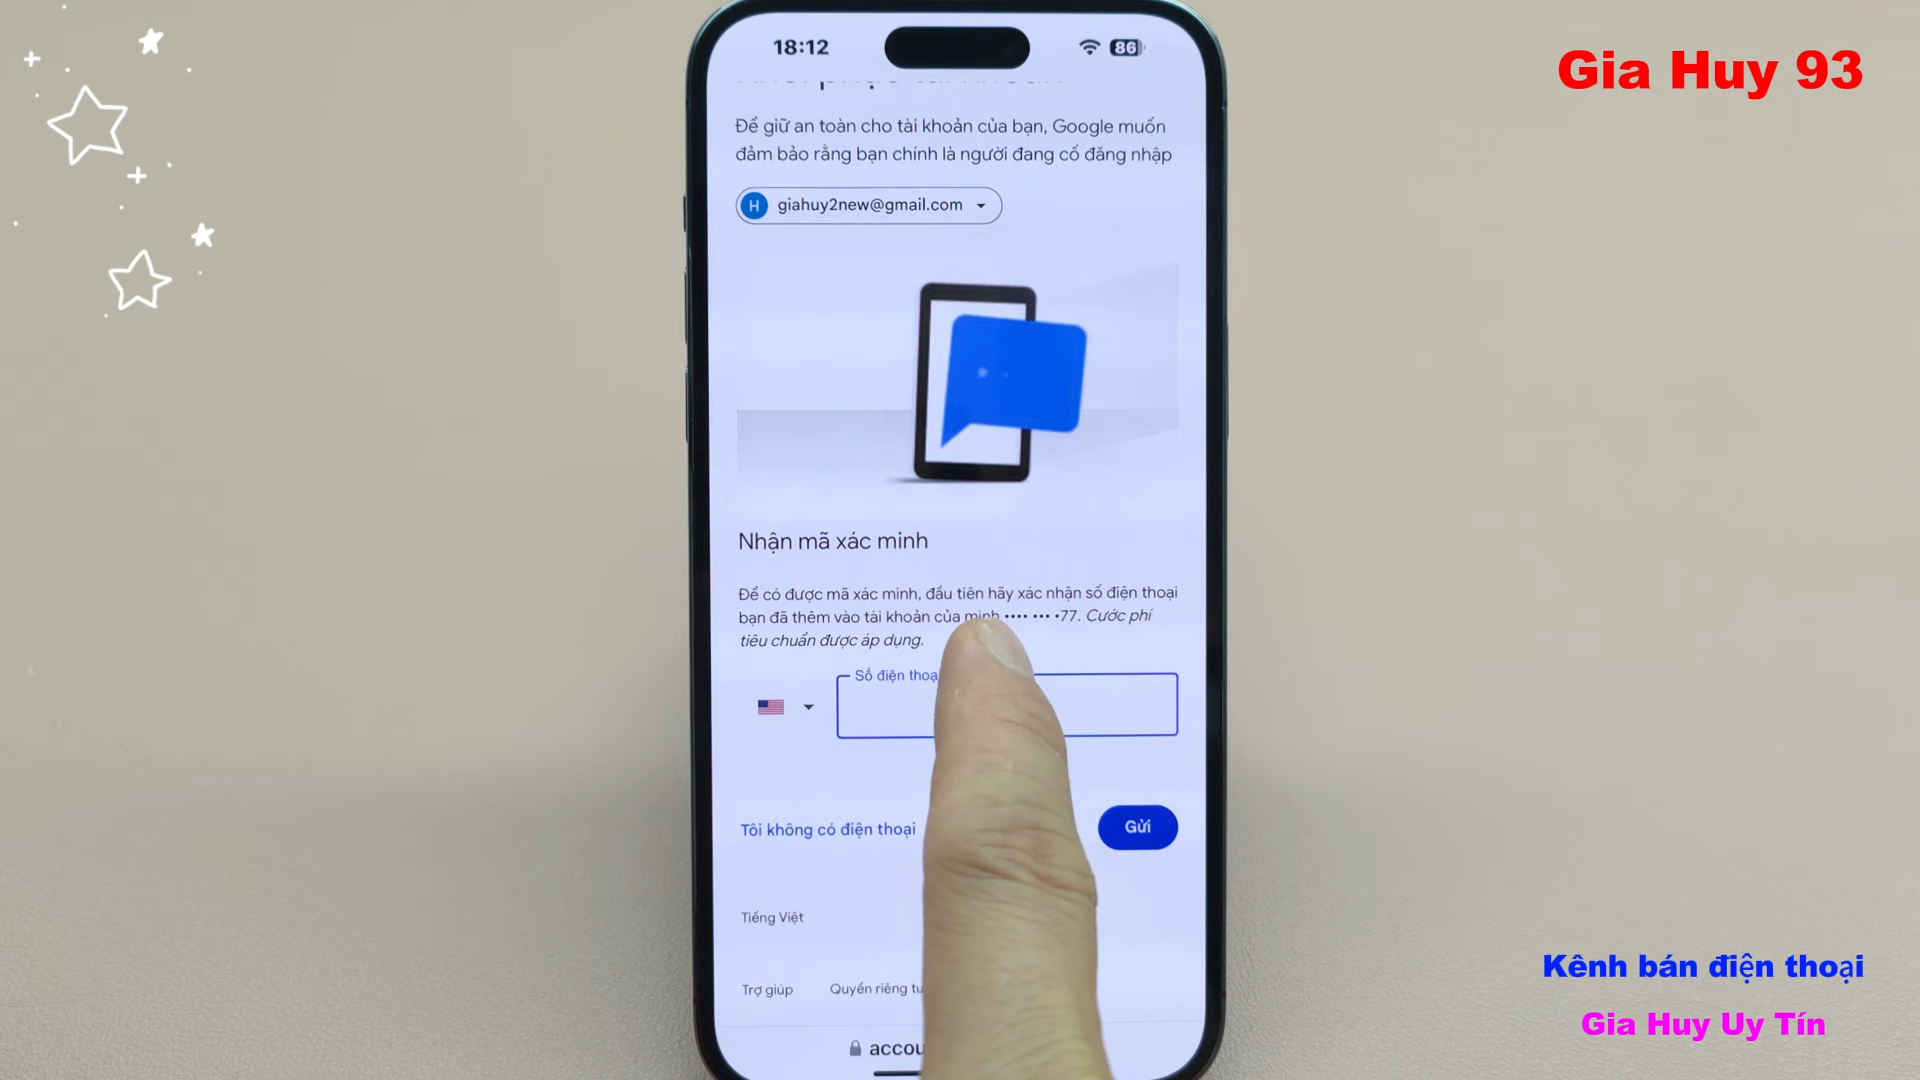 18:12
86
Gia Huy 93
Để giữ an toàn cho tài khoản của bạn, Google muốn
đảm bảo rằng bạn chính là người đang cố đăng nhập
H
giahuy2new@gmail.com
Nhận mã xác minh
Để có được mã xác minh, đầu tiên hãy xác nhận số điện thoại
bạn đã thêm vào tài khoản của mình •••• ••• •77. Cước phí
tiêu chuẩn được áp dụng.
Số điện thoạ
Tôi không có điện thoại
Gửi
Tiếng Việt
Trợ giúp
Quyền riêng tư
accou
Kênh bán điện thoại
Gia Huy Uy Tín